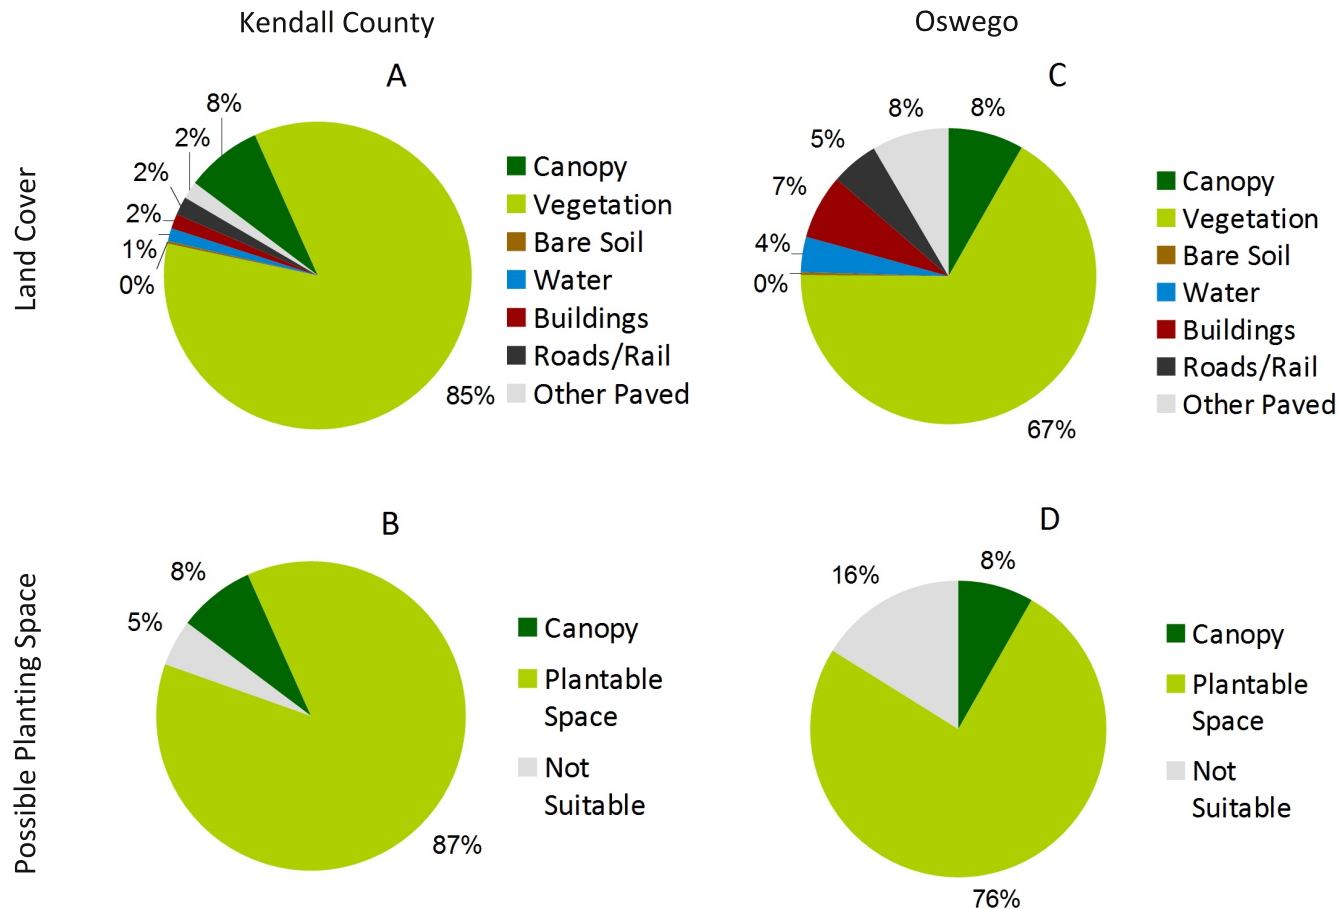 Kendall County
Oswego
Land Cover
A
8%
2%
2%
2%
1%
0%
85%
Canopy
Vegetation
Bare Soil
Water
Buildings
Roads/Rail
Other Paved
C
8%
8%
5%
7%
4%
0%
67%
Canopy
Vegetation
Bare Soil
Water
Buildings
Roads/Rail
Other Paved
Possible Planting Space
B
8%
5%
87%
Canopy
Plantable
Space
Not
Suitable
D
8%
16%
76%
Canopy
Plantable
Space
Not
Suitable